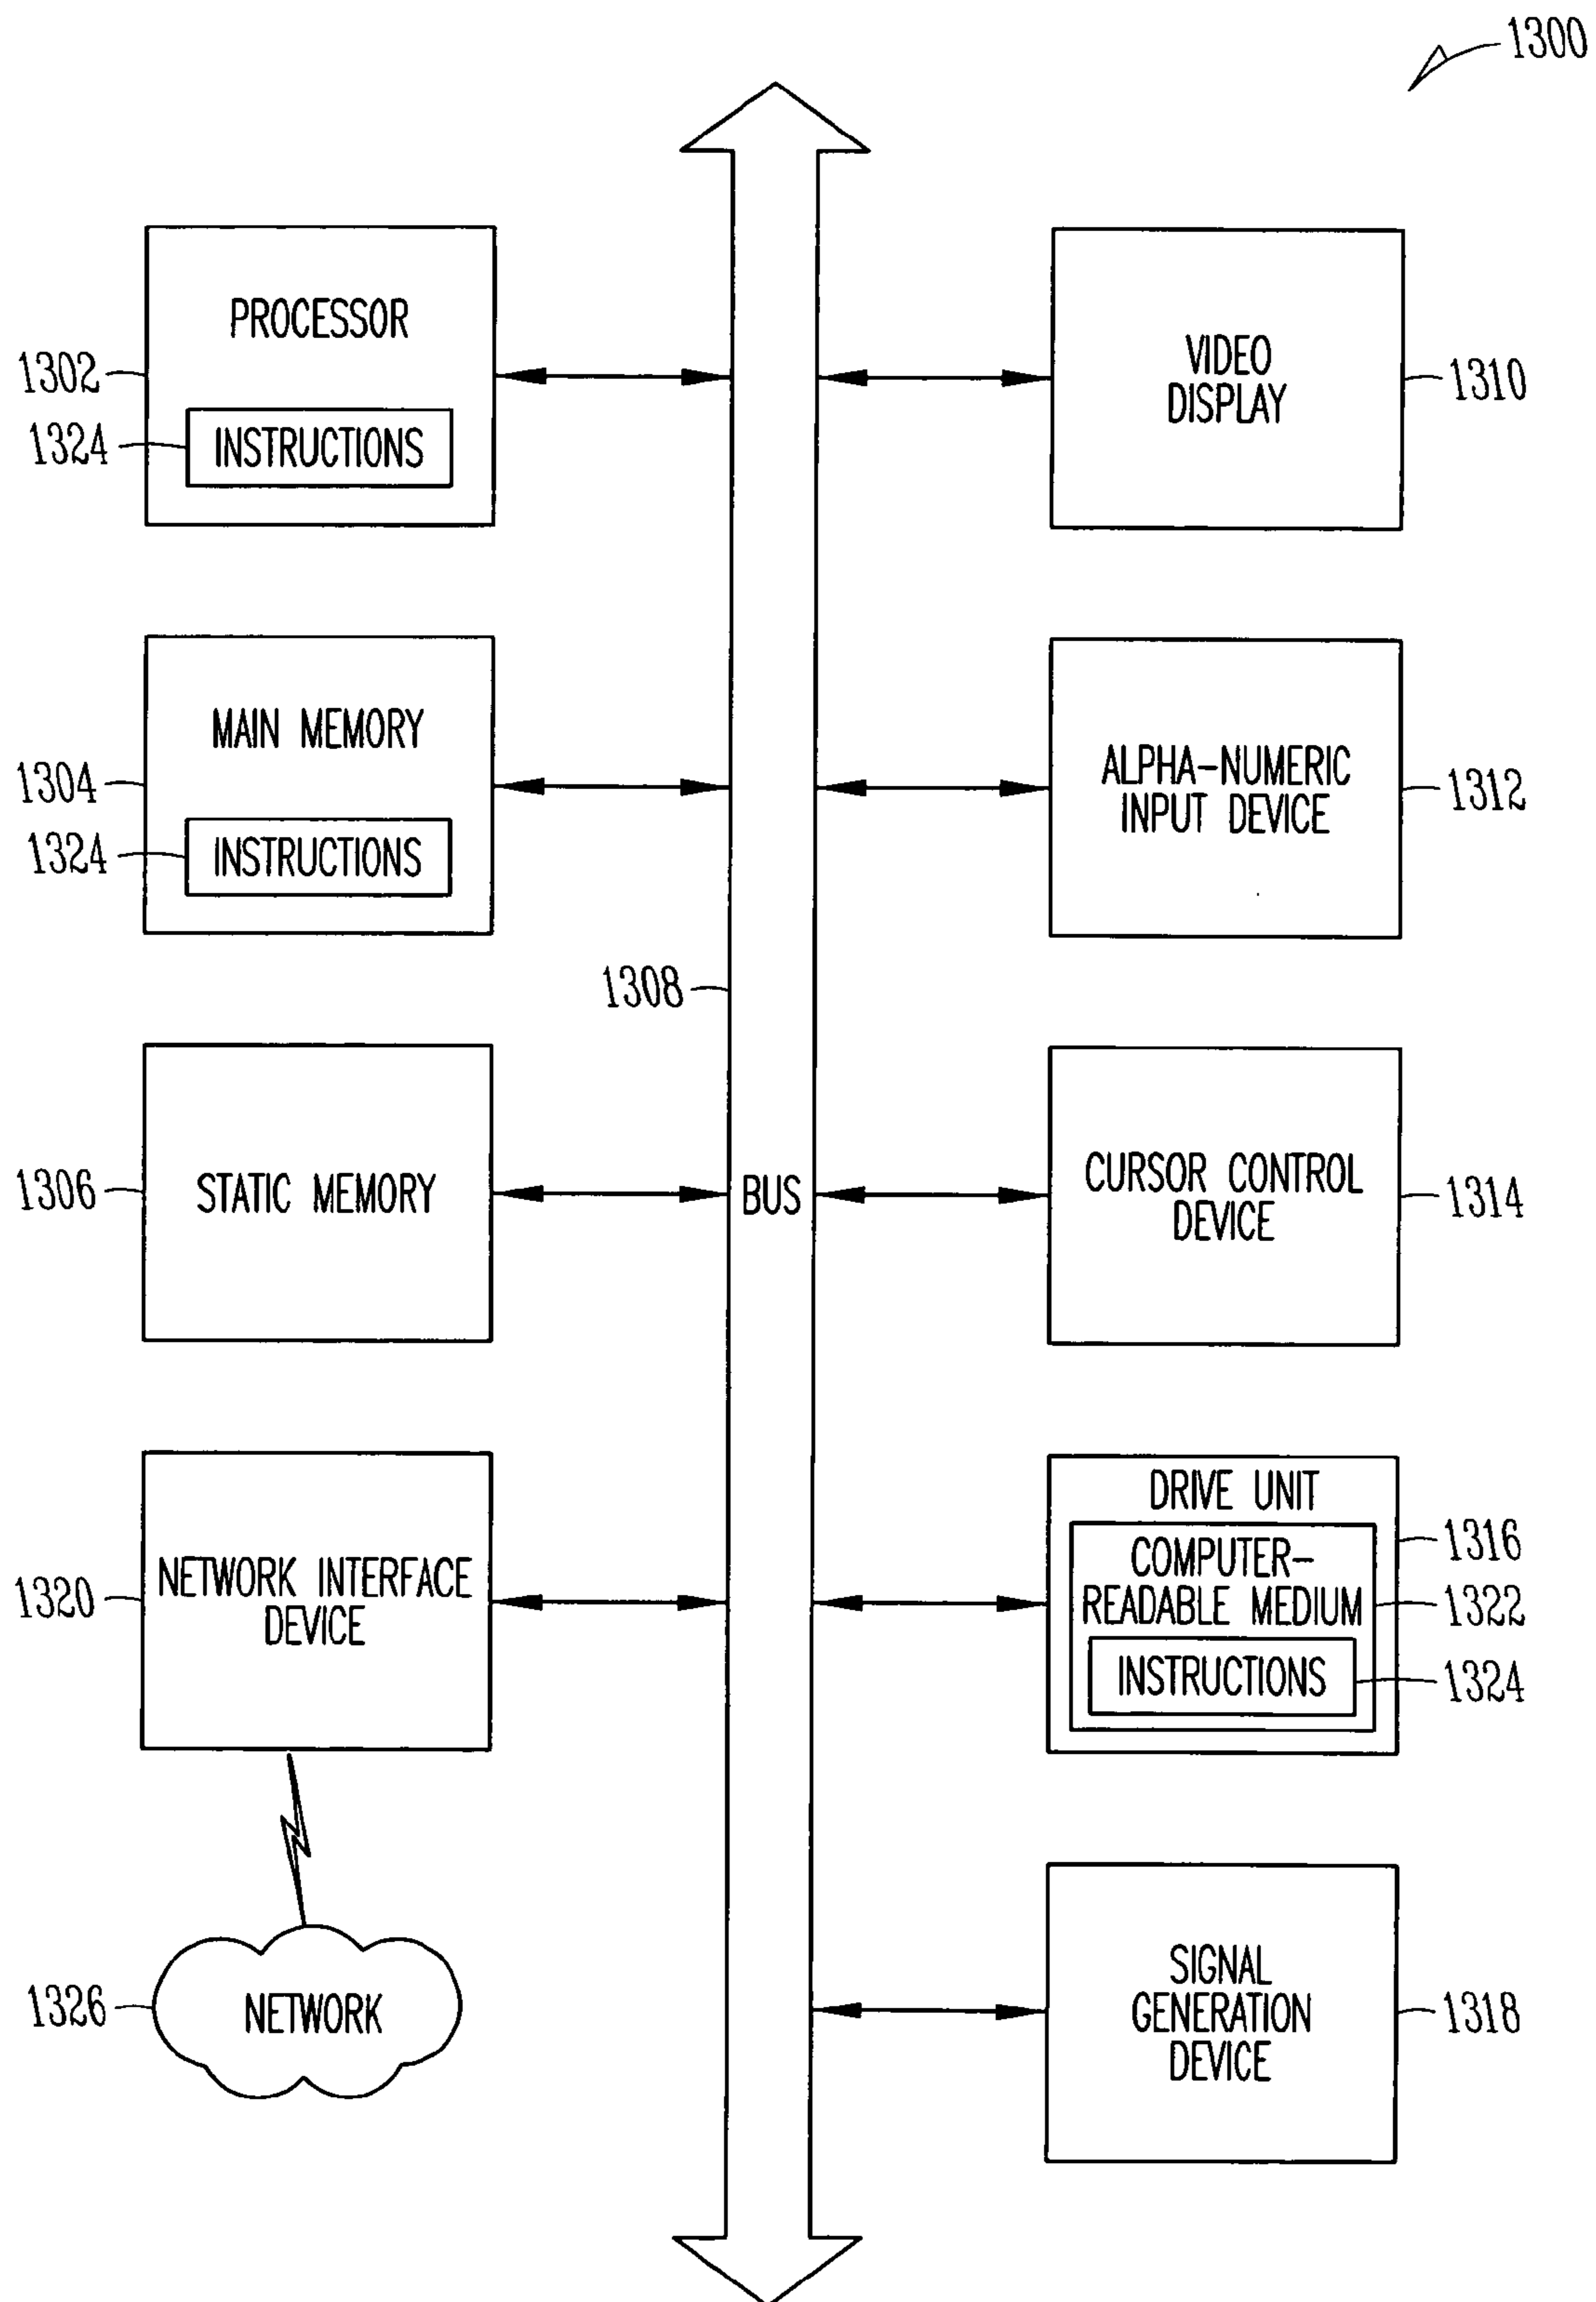 1300
PROCESSOR
1302
1324
INSTRUCTIONS
VIDEO
DISPLAY
1310
MAIN MEMORY
1304
1324
INSTRUCTIONS
ALPHA-NUMERIC
INPUT DEVICE
1312
1308
STATIC MEMORY
1306
BUS
CURSOR CONTROL
DEVICE
1314
NETWORK INTERFACE
DEVICE
1320
DRIVE UNIT
1316
COMPUTER-
READABLE MEDIUM
1322
INSTRUCTIONS
1324
1326
NETWORK
SIGNAL
GENERATION
DEVICE
1318